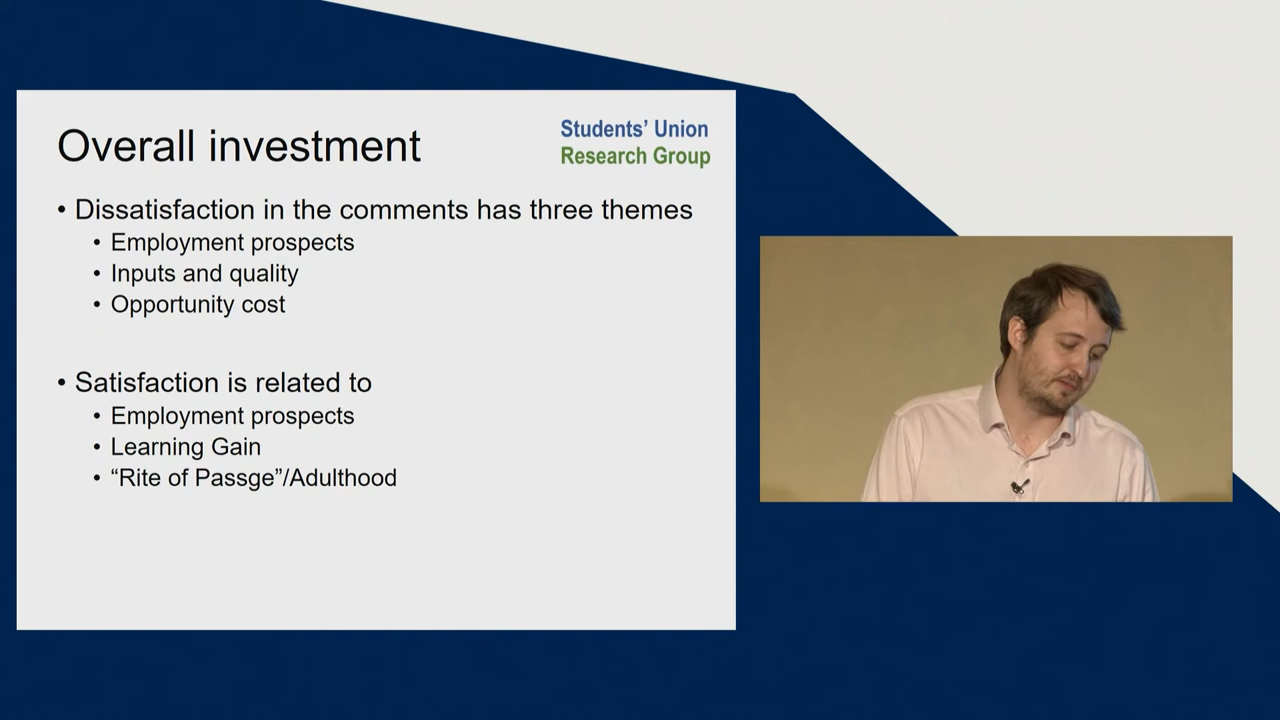 Overall investment
Students’ Union
Research Group
• Dissatisfaction in the comments has three themes
• Employment prospects
• Inputs and quality
• Opportunity cost
• Satisfaction is related to
• Employment prospects
• Learning Gain
• “Rite of Passge”/Adulthood